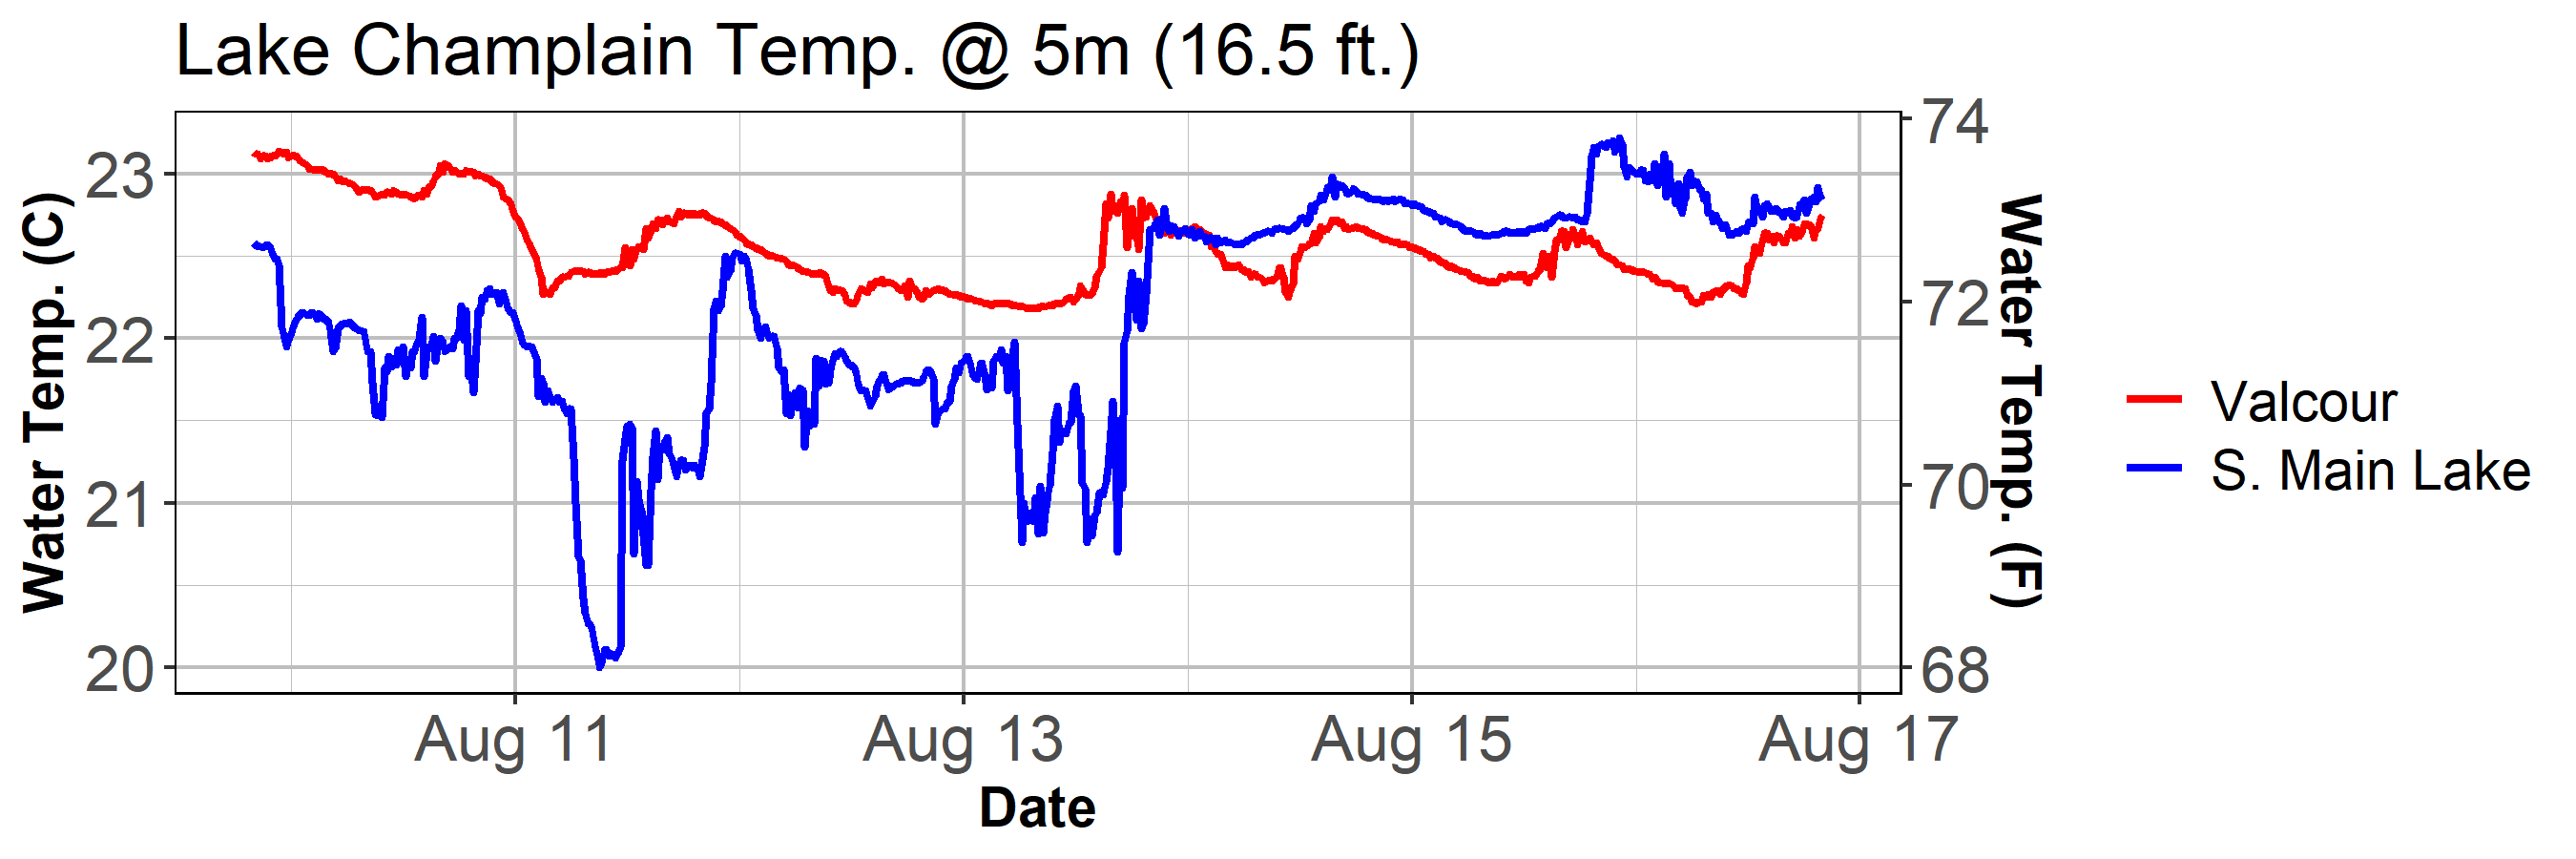 Lake Champlain Temp. @ 5m (16.5 ft.)
Water Temp. (C)
23
22
21
20
74
72
70
68
Water Temp. (F)
Aug 11
Aug 13
Aug 15
Aug 17
Date
Valcour
S. Main Lake